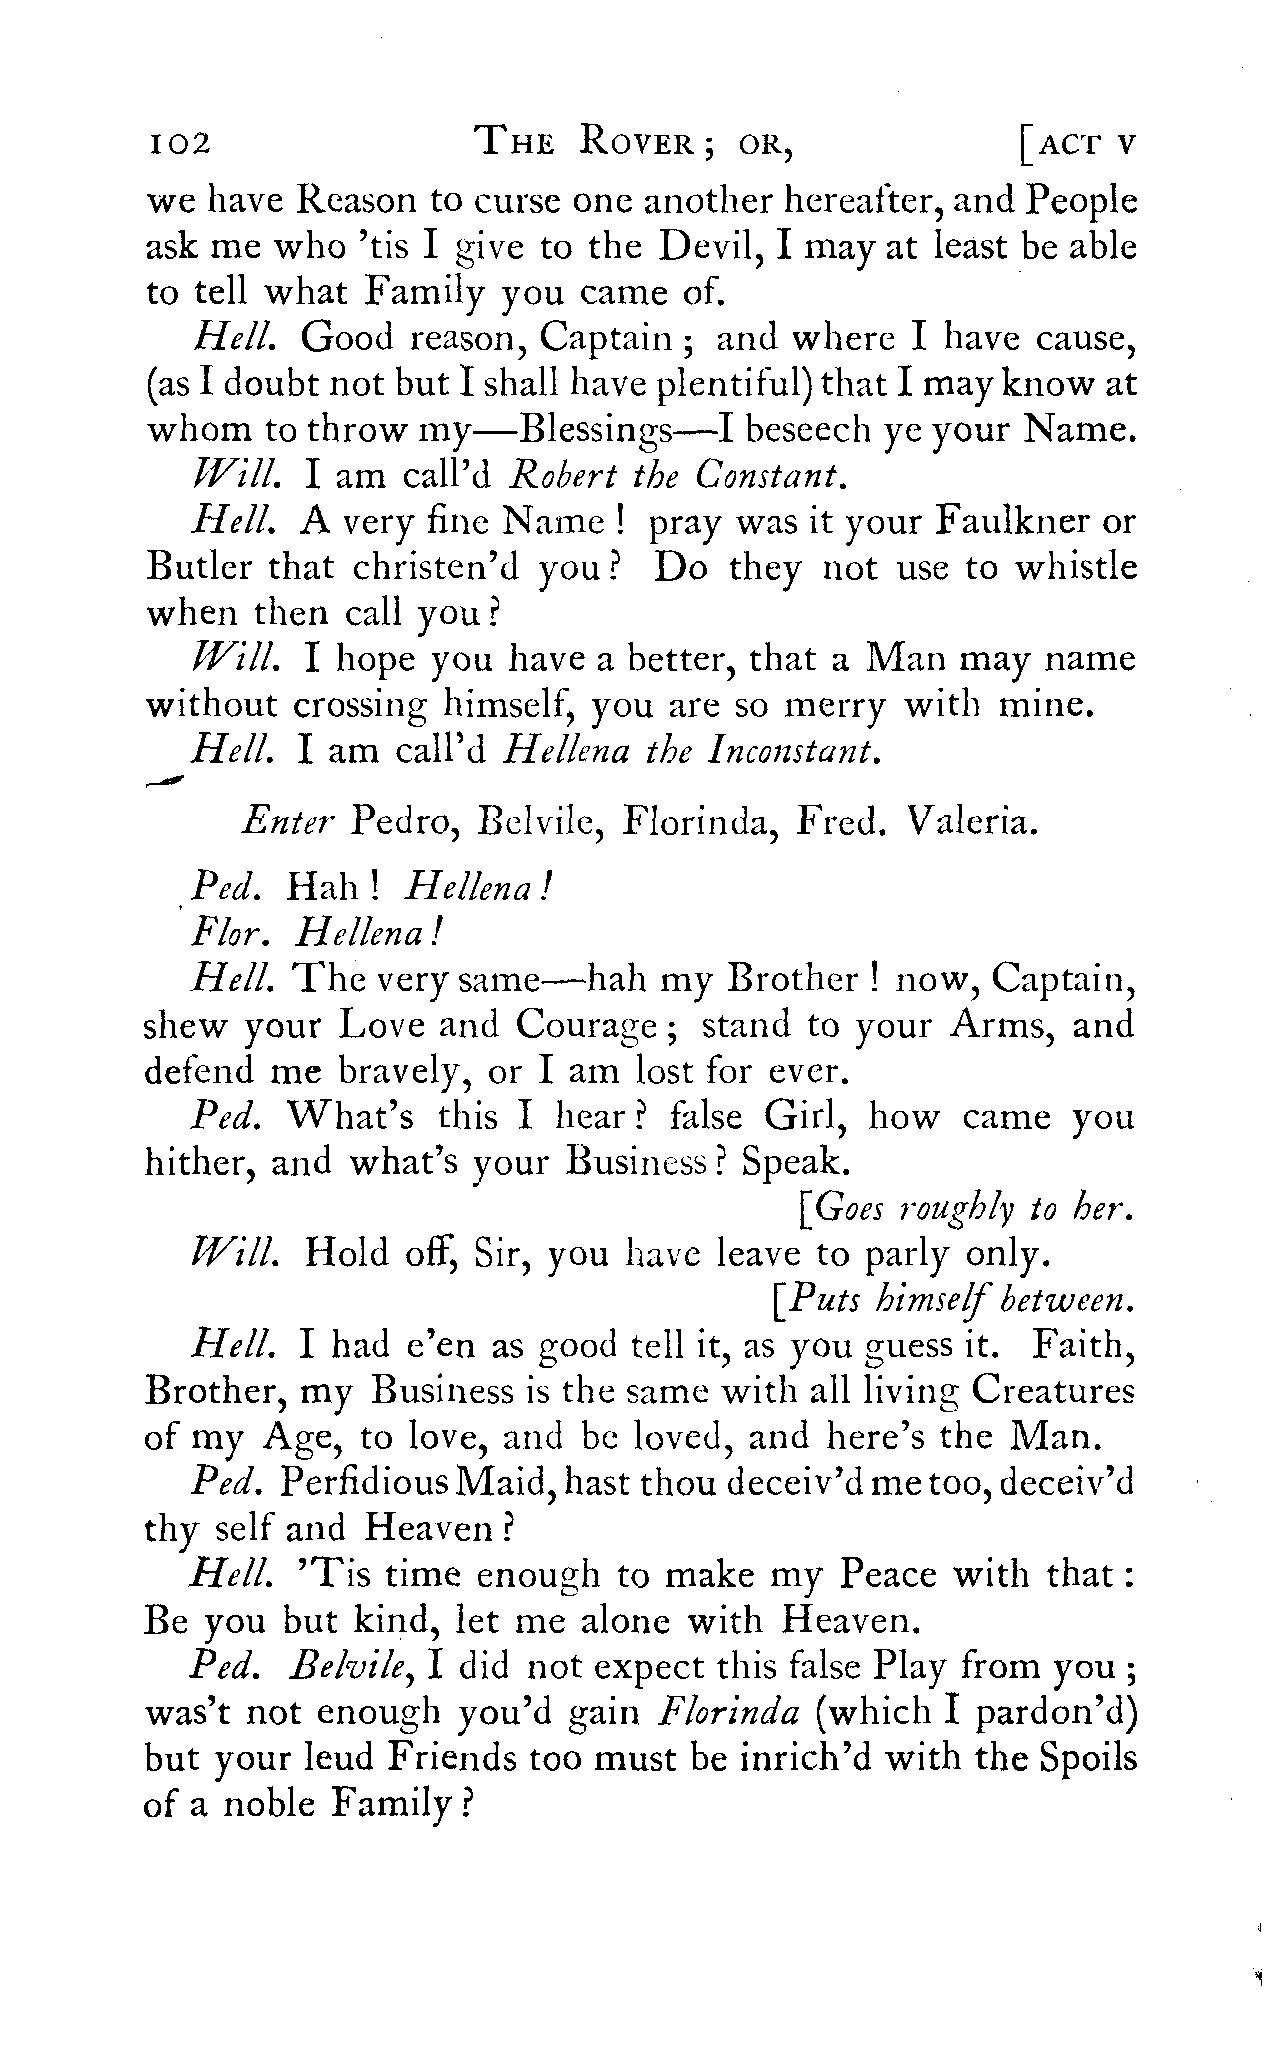 102 THE ROVER; OR, [ACT V
we have Reason to curse one another hereafter, and People
ask me who 'tis I give to the Devil, I may at least be able
to tell what Family you came of.
Hell. Good reason, Captain; and where I have cause,
(as I doubt not but I shall have plentiful) that I may know at
whom to throw my—Blessings—I beseech ye your Name.
Will. I am call'd Robert the Constant.
Hell. A very fine Name! pray was it your Faulkner or
Butler that christen'd you? Do they not use to whistle
when then call you?
Will. I hope you have a better, that a Man may name
without crossing himself, you are so merry with mine.
Hell. I am call'd Hellena the Inconstant.
Enter Pedro, Belvile, Florinda, Fred. Valeria.
Ped. Hah! Hellena!
Flor. Hellena!
Hell. The very same—hah my Brother! now, Captain,
shew your Love and Courage; stand to your Arms, and
defend me bravely, or I am lost for ever.
Ped. What's this I hear? false Girl, how came you
hither, and what's your Business? Speak.
[Goes roughly to her.
Will. Hold off, Sir, you have leave to parly only.
[Puts himself between.
Hell. I had e'en as good tell it, as you guess it. Faith,
Brother, my Business is the same with all living Creatures
of my Age, to love, and be loved, and here's the Man.
Ped. Perfidious Maid, hast thou deceiv'd me too, deceiv'd
thy self and Heaven?
Hell. 'Tis time enough to make my Peace with that:
Be you but kind, let me alone with Heaven.
Ped. Belvile, I did not expect this false Play from you;
was't not enough you'd gain Florinda (which I pardon'd)
but your leud Friends too must be inrich'd with the Spoils
of a noble Family?